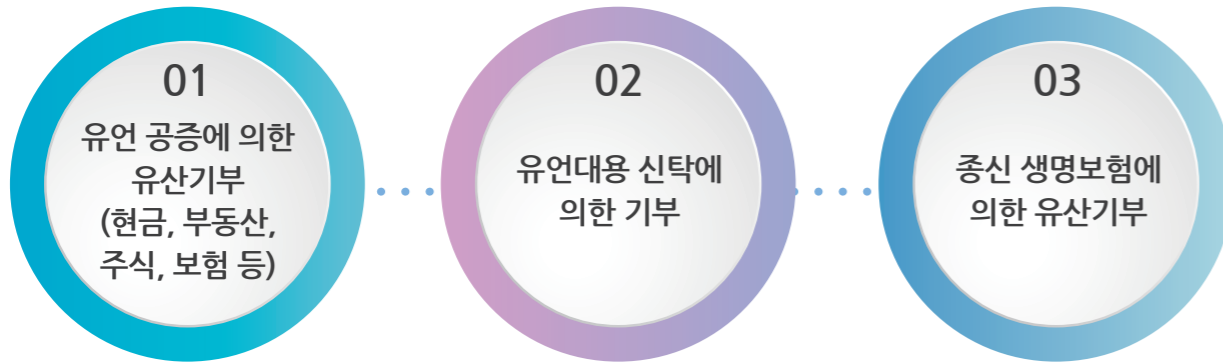 01
유언 공증에 의한
유산기부
(현금, 부동산,
주식, 보험 등)
02
유언대용 신탁에
의한 기부
03
종신 생명보험에
의한 유산기부